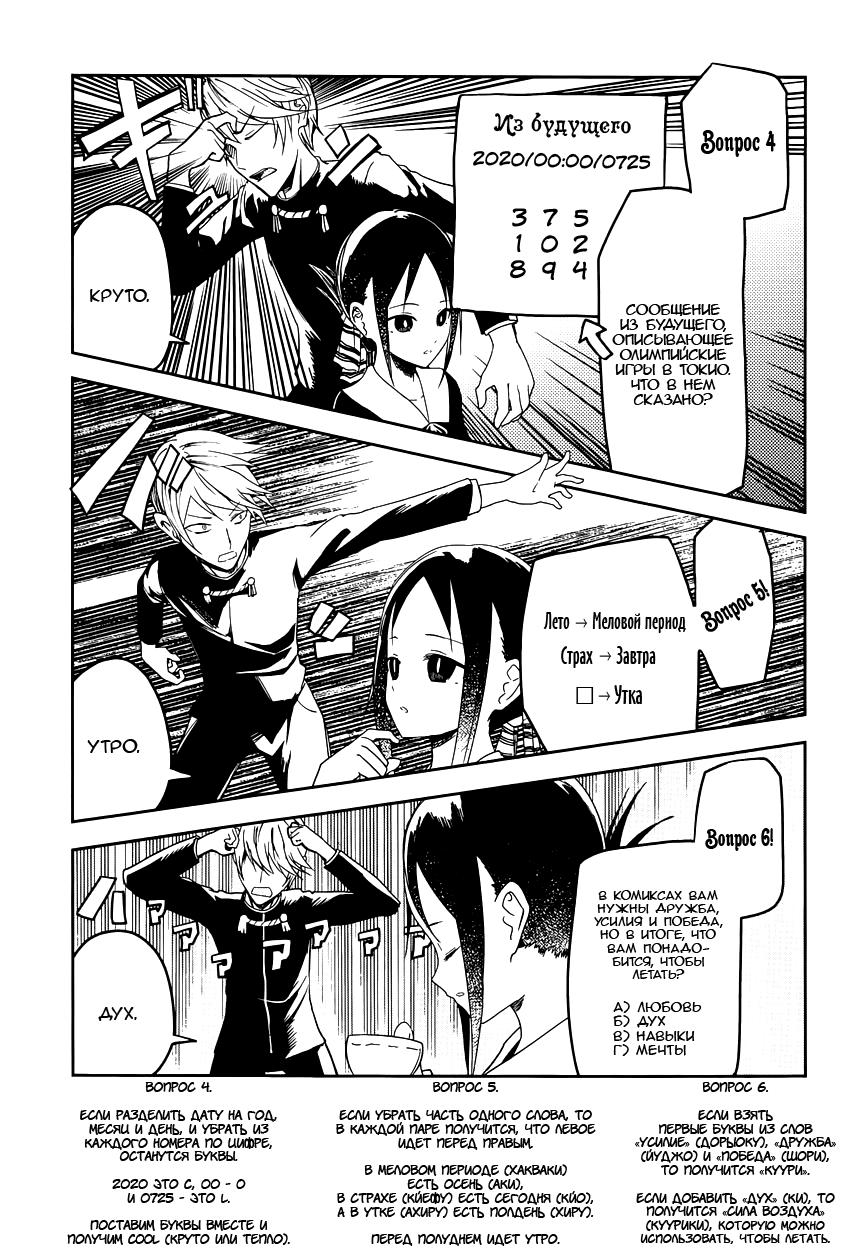 Вопрос 4
Из будущего
2020/00:00/0725
3 7 5
1 0 2
8 9 4
СООБЩЕНИЕ
ИЗ БУДУЩЕГО,
ОПИСЫВАЮЩЕЕ
ОЛИМПИЙСКИЕ
ИГРЫ В ТОКИО.
ЧТО В НЕМ
СКАЗАНО?
КРУТО.
Вопрос 5!
Лето → Меловой период
Страх → Завтра
□ → Утка
УТРО.
Вопрос 6!
В КОМИКСАХ ВАМ
НУЖНЫ ДРУЖБА,
УСИЛИЯ И ПОБЕДА,
НО В ИТОГЕ, ЧТО
ВАМ ПОНАДО-
БИТСЯ, ЧТОБЫ
ЛЕТАТЬ?
А) ЛЮБОВЬ
Б) ДУХ
В) НАВЫКИ
Г) МЕЧТЫ
ДУХ.
ВОПРОС 4.
ЕСЛИ РАЗДЕЛИТЬ ДАТУ НА ГОД,
МЕСЯЦ И ДЕНЬ, И УБРАТЬ ИЗ
КАЖДОГО НОМЕРА ПО ЦИФРЕ,
ОСТАНУТСЯ БУКВЫ.
2020 ЭТО C, 00 - O
И 0725 - ЭТО L.
ПОСТАВИМ БУКВЫ ВМЕСТЕ И
ПОЛУЧИМ COOL (КРУТО ИЛИ ТЕПЛО).
ВОПРОС 5.
ЕСЛИ УБРАТЬ ЧАСТЬ ОДНОГО СЛОВА, ТО
В КАЖДОЙ ПАРЕ ПОЛУЧИТСЯ, ЧТО ЛЕВОЕ
ИДЕТ ПЕРЕД ПРАВЫМ.
В МЕЛОВОМ ПЕРИОДЕ (ХАКВАКИ)
ЕСТЬ ОСЕНЬ (АКИ),
В СТРАХЕ (КЙЕФУ) ЕСТЬ СЕГОДНЯ (КЙО),
А В УТКЕ (АХИРУ) ЕСТЬ ПОЛДЕНЬ (ХИРУ).
ПЕРЕД ПОЛУДНЕМ ИДЕТ УТРО.
ВОПРОС 6.
ЕСЛИ ВЗЯТЬ
ПЕРВЫЕ БУКВЫ ИЗ СЛОВ
«УСИЛИЕ» (ДОРЫОКУ), «ДРУЖБА»
(ЙУДЖО) И «ПОБЕДА» (ШОРИ),
ТО ПОЛУЧИТСЯ «КУУРИ».
ЕСЛИ ДОБАВИТЬ «ДУХ» (КИ), ТО
ПОЛУЧИТСЯ «СИЛА ВОЗДУХА»
(КУУРИКИ), КОТОРУЮ МОЖНО
ИСПОЛЬЗОВАТЬ, ЧТОБЫ ЛЕТАТЬ.